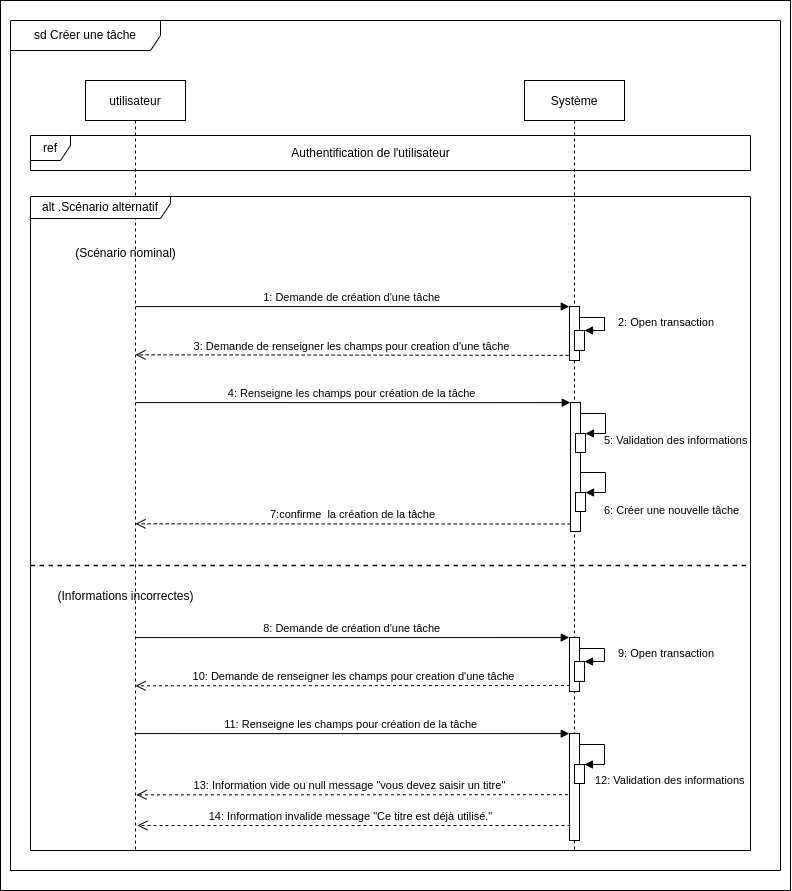 sd Créer une tâche
utilisateur
Système
ref
Authentification de l'utilisateur
alt .Scénario alternatif
(Scénario nominal)
1: Demande de création d'une tâche
2: Open transaction
3: Demande de renseigner les champs pour creation d'une tâche
4: Renseigne les champs pour création de la tâche
5: Validation des informations
6: Créer une nouvelle tâche
7:confirme  la création de la tâche
(Informations incorrectes)
8: Demande de création d'une tâche
9: Open transaction
10: Demande de renseigner les champs pour creation d'une tâche
11: Renseigne les champs pour création de la tâche
12: Validation des informations
13: Information vide ou null message "vous devez saisir un titre"
14: Information invalide message "Ce titre est déjà utilisé."